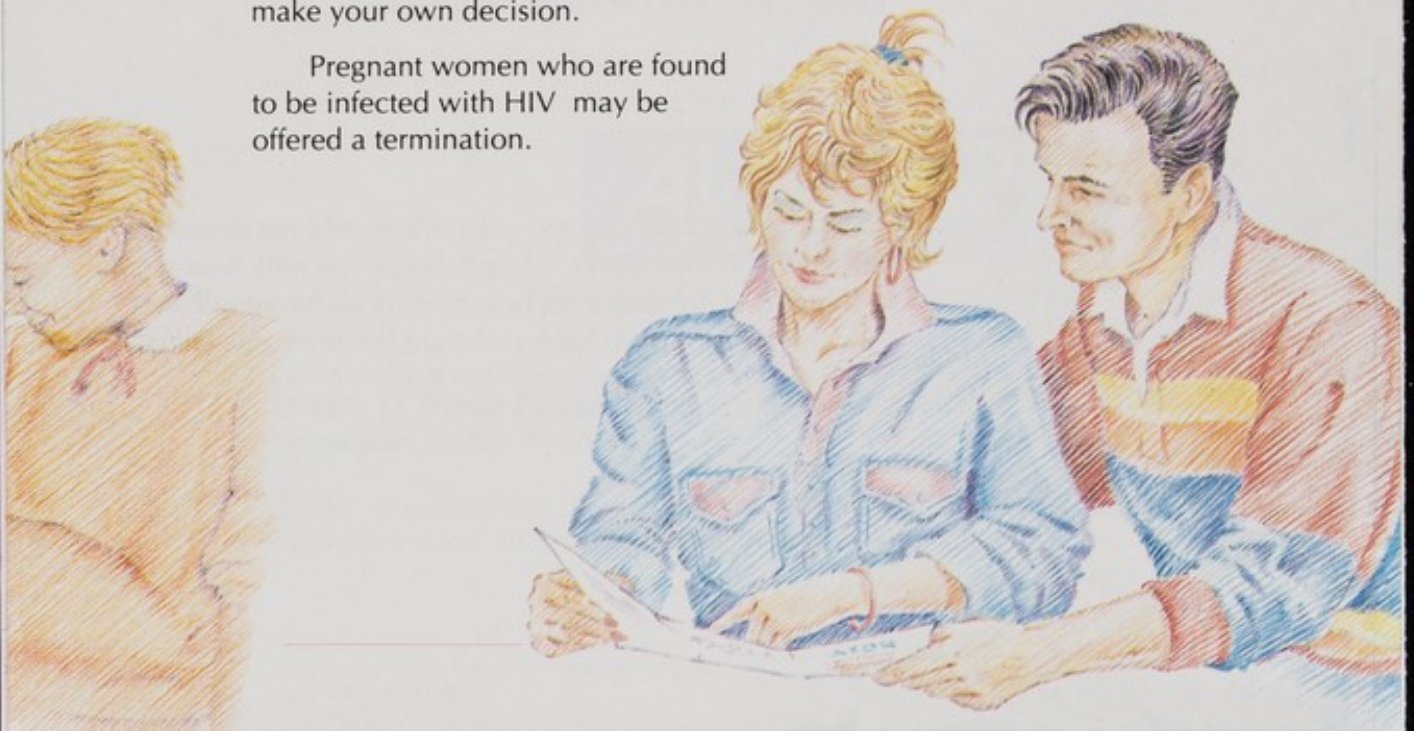 make your own decision.
Pregnant women who are found
to be infected with HIV may be
offered a termination.